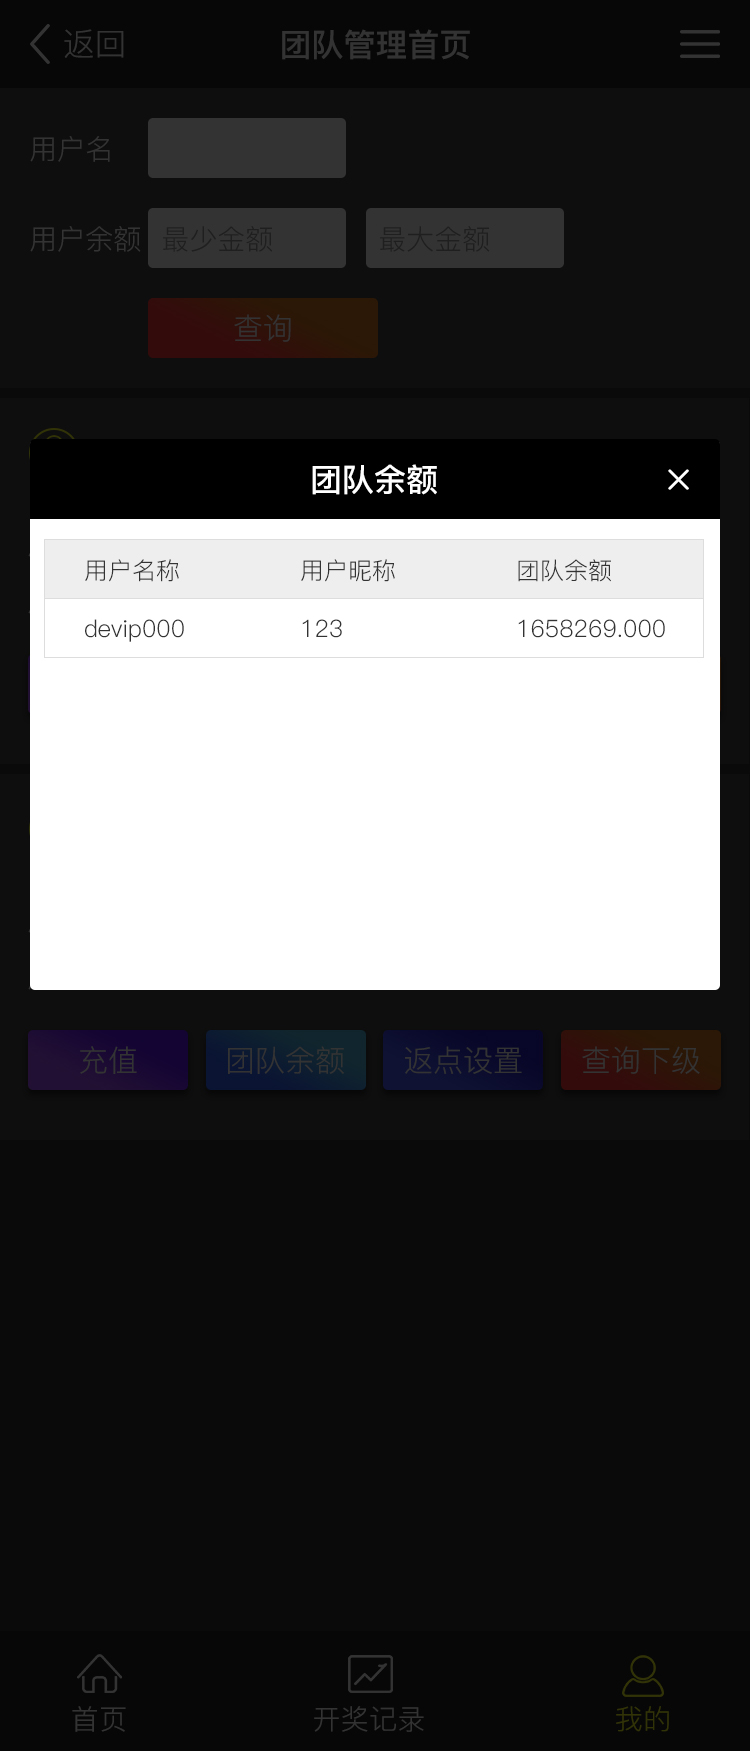 返回
团队管理首页
用户名
用户余额 最少金额 最大金额
查询
团队余额
用户名称 用户昵称 团队余额
devip000 123 1658269.000
充值 团队余额 返点设置 查询下级
首页 开奖记录 我的